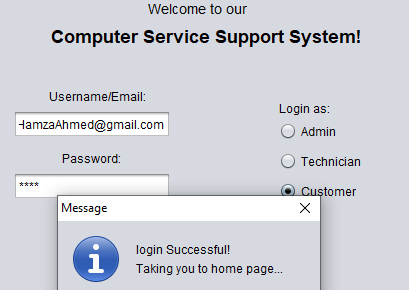 Welcome to our
Computer Service Support System!
Username/Email:
HamzaAhmed@gmail.com
Login as:
Admin
Password:
Technician
****
Customer
Message
login Successful!
Taking you to home page...